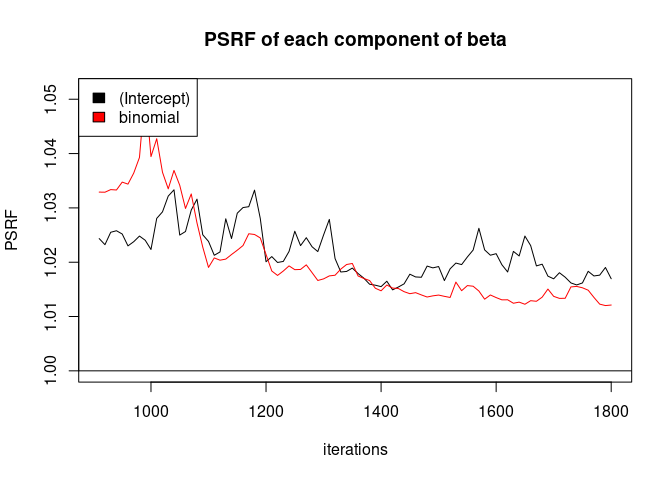 PSRF of each component of beta
(Intercept)
binomial
PSRF
1.05
1.04
1.03
1.02
1.01
1.00
1000 1200 1400 1600 1800
iterations